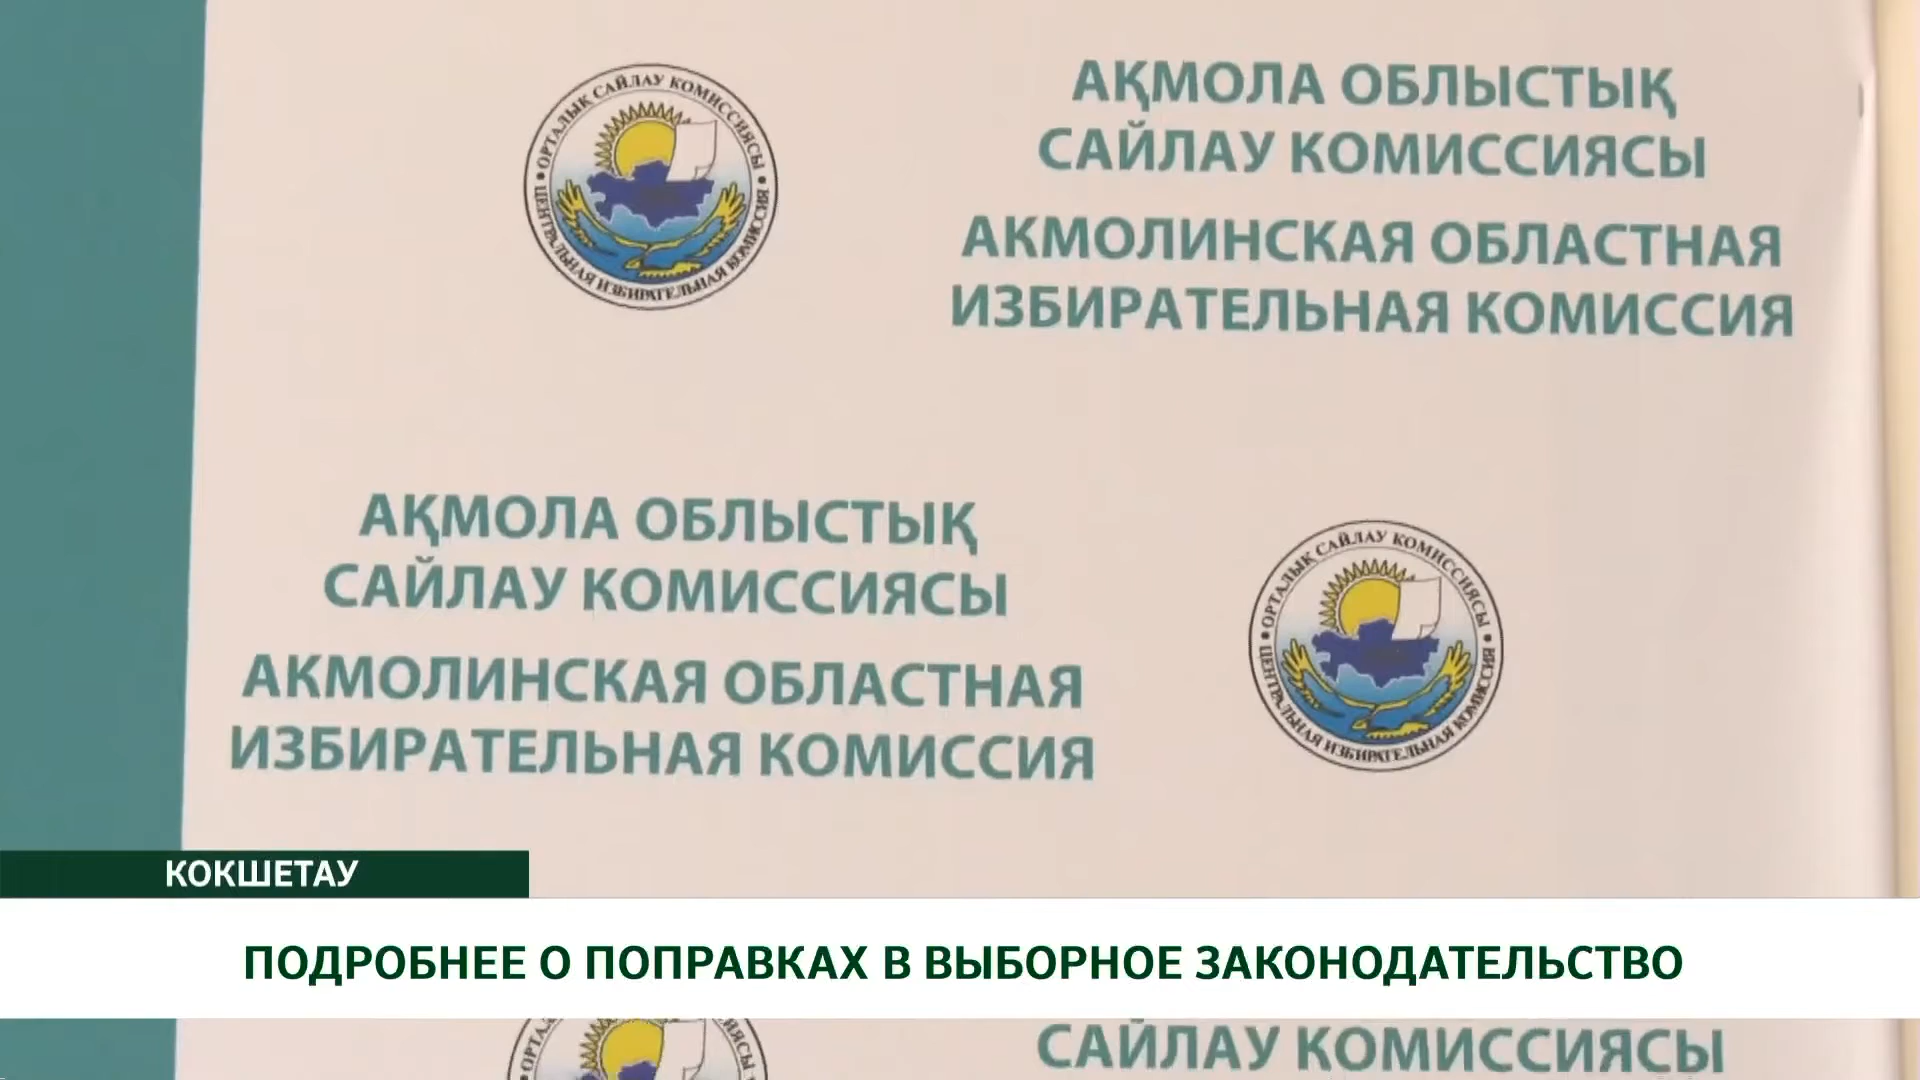 ОРТАЛЫҚ САЙЛАУ КОМИССИЯСЫ
ЦЕНТРАЛЬНАЯ ИЗБИРАТЕЛЬНАЯ КОМИССИЯ
АҚМОЛА ОБЛЫСТЫҚ
САЙЛАУ КОМИССИЯСЫ
АКМОЛИНСКАЯ ОБЛАСТНАЯ
ИЗБИРАТЕЛЬНАЯ КОМИССИЯ
АҚМОЛА ОБЛЫСТЫҚ
САЙЛАУ КОМИССИЯСЫ
АКМОЛИНСКАЯ ОБЛАСТНАЯ
ИЗБИРАТЕЛЬНАЯ КОМИССИЯ
ОРТАЛЫҚ САЙЛАУ КОМИССИЯСЫ
ЦЕНТРАЛЬНАЯ ИЗБИРАТЕЛЬНАЯ КОМИССИЯ
КОКШЕТАУ
ПОДРОБНЕЕ О ПОПРАВКАХ В ВЫБОРНОЕ ЗАКОНОДАТЕЛЬСТВО
САЙЛАУ КОМИССИЯСЫ